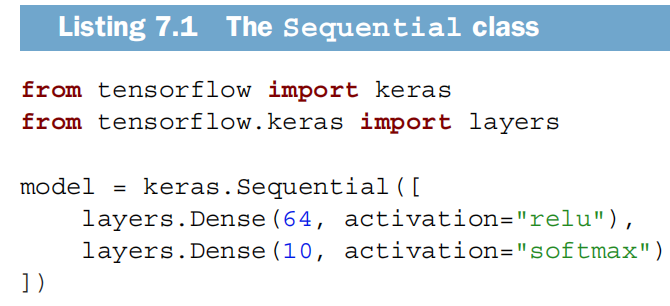 Listing 7.1 The Sequential class
from tensorflow import keras
from tensorflow.keras import layers
model = keras.Sequential([
    layers.Dense(64, activation="relu"),
    layers.Dense(10, activation="softmax")
])